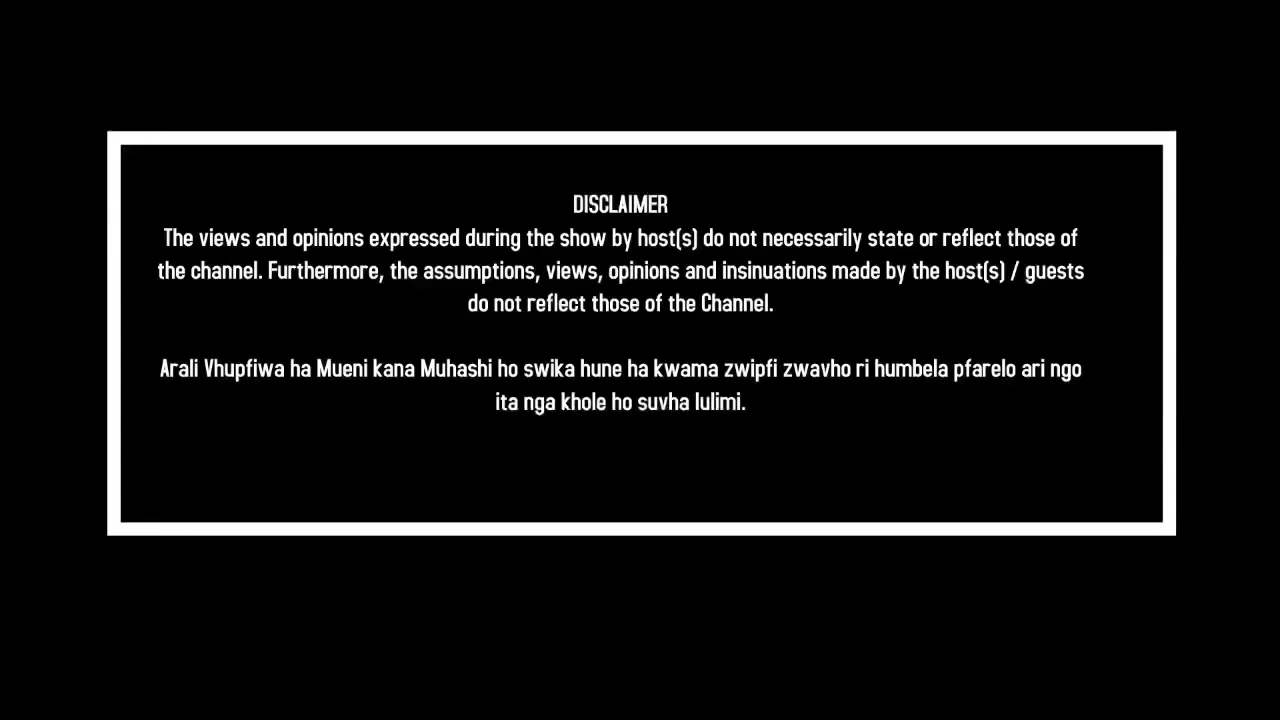 DISCLAIMER
The views and opinions expressed during the show by host(s) do not necessarily state or reflect those of
the channel. Furthermore, the assumptions, views, opinions and insinuations made by the host(s) / guests
do not reflect those of the Channel.
Arali Vhupfiwa ha Mueni kana Muhashi ho swika hune ha kwama zwipfi zwavho ri humbela pfarelo ari ngo
ita nga khole ho suvha lulimi.